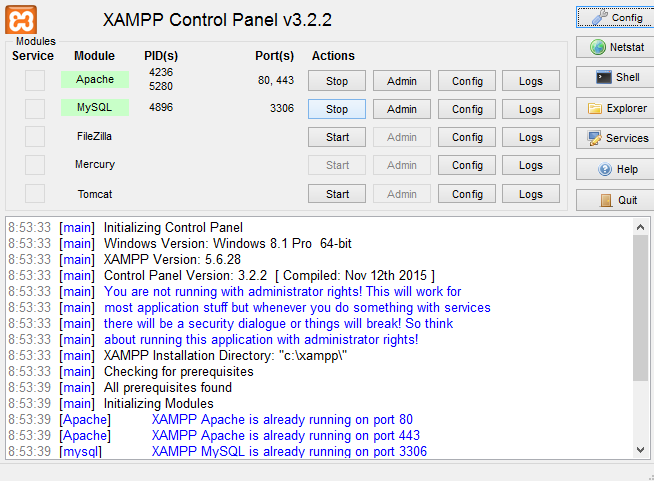 XAMPP Control Panel v3.2.2
Config
Modules
Service Module PID(s) Port(s) Actions
Netstat
Apache 4236 5280 80, 443 Stop Admin Config Logs
Shell
MySQL 4896 3306 Stop Admin Config Logs
Explorer
FileZilla Start Admin Config Logs
Services
Mercury Start Admin Config Logs
Help
Tomcat Start Admin Config Logs
Quit
8:53:33 [main] Initializing Control Panel
8:53:33 [main] Windows Version: Windows 8.1 Pro 64-bit
8:53:33 [main] XAMPP Version: 5.6.28
8:53:33 [main] Control Panel Version: 3.2.2 [ Compiled: Nov 12th 2015 ]
8:53:33 [main] You are not running with administrator rights! This will work for
8:53:33 [main] most application stuff but whenever you do something with services
8:53:33 [main] there will be a security dialogue or things will break! So think
8:53:33 [main] about running this application with administrator rights!
8:53:33 [main] XAMPP Installation Directory: "c:\xampp\"
8:53:33 [main] Checking for prerequisites
8:53:39 [main] All prerequisites found
8:53:39 [main] Initializing Modules
8:53:39 [Apache] XAMPP Apache is already running on port 80
8:53:39 [Apache] XAMPP Apache is already running on port 443
8:53:39 [mysql] XAMPP MySQL is already running on port 3306